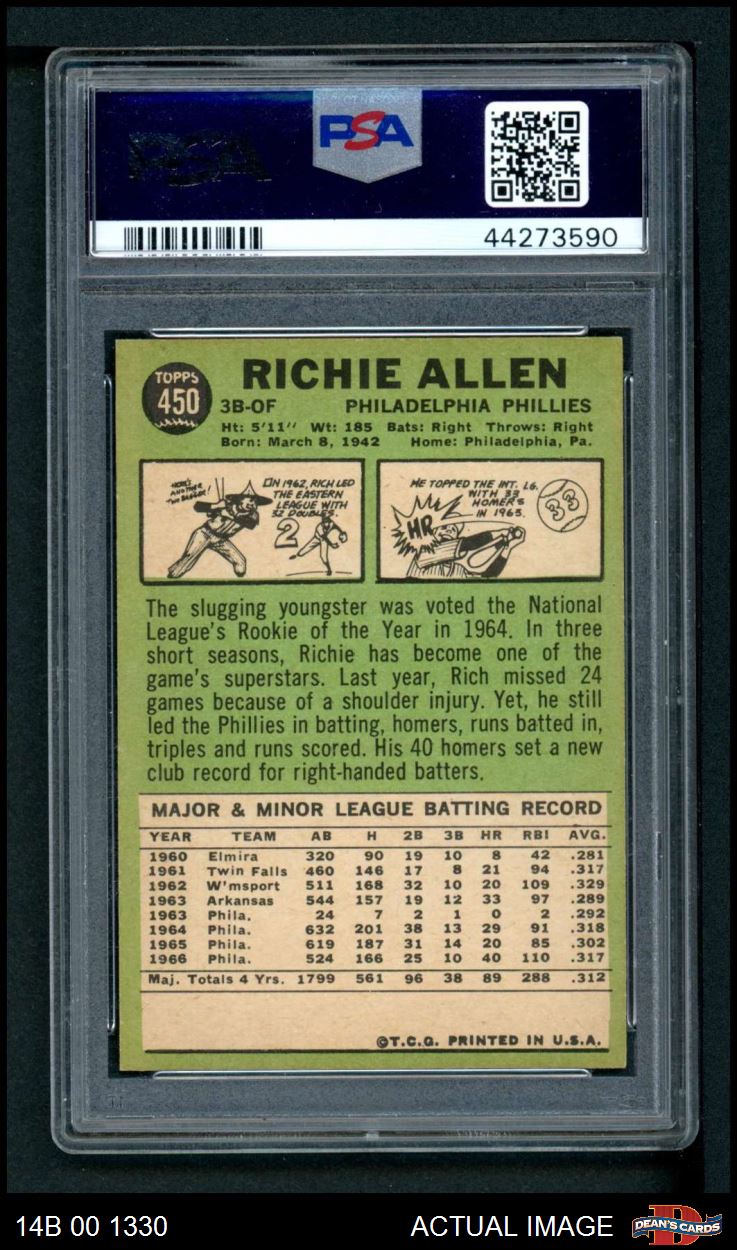 PSA
PSA
44273590
TOPPS
450
RICHIE ALLEN
3B-OF PHILADELPHIA PHILLIES
Ht: 5'11" Wt: 185 Bats: Right Throws: Right
Born: March 8, 1942 Home: Philadelphia, Pa.
HERE'S
ANOTHER
TWO BAGGER!
IN 1962, RICH LED
THE EASTERN
LEAGUE WITH
32 DOUBLES.
2
HE TOPPED THE INT. LG.
WITH 33
HOMERS
IN 1963.
HR
33
The slugging youngster was voted the National
League's Rookie of the Year in 1964. In three
short seasons, Richie has become one of the
game's superstars. Last year, Rich missed 24
games because of a shoulder injury. Yet, he still
led the Phillies in batting, homers, runs batted in,
triples and runs scored. His 40 homers set a new
club record for right-handed batters.
MAJOR & MINOR LEAGUE BATTING RECORD
YEAR TEAM AB H 2B 3B HR RBI AVG.
1960 Elmira 320 90 19 10 8 42 .281
1961 Twin Falls 460 146 17 8 21 94 .317
1962 W'msport 511 168 32 10 20 109 .329
1963 Arkansas 544 157 19 12 33 97 .289
1963 Phila. 24 7 2 1 0 2 .292
1964 Phila. 632 201 38 13 29 91 .318
1965 Phila. 619 187 31 14 20 85 .302
1966 Phila. 524 166 25 10 40 110 .317
Maj. Totals 4 Yrs. 1799 561 96 38 89 288 .312
©T.C.G. PRINTED IN U.S.A.
14B 00 1330 ACTUAL IMAGE
DEAN'S CARDS